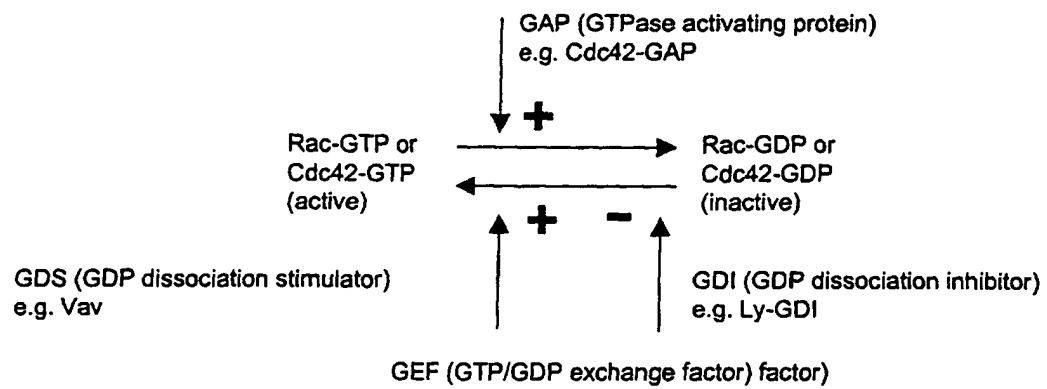 GAP (GTPase activating protein)
e.g. Cdc42-GAP
+
Rac-GTP or
Cdc42-GTP
(active)
Rac-GDP or
Cdc42-GDP
(inactive)
+ -
GDS (GDP dissociation stimulator)
e.g. Vav
GDI (GDP dissociation inhibitor)
e.g. Ly-GDI
GEF (GTP/GDP exchange factor) factor)